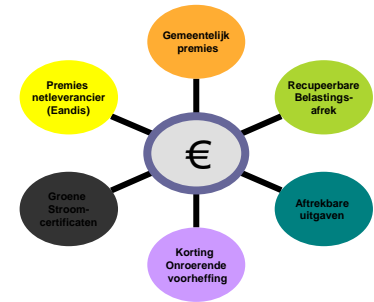 Gemeentelijk
premies
Premies
netleverancier
(Eandis)
Recupeerbare
Belastings-
afrek
€
Groene
Stroom-
certificaten
Aftrekbare
uitgaven
Korting
Onroerende
voorheffing